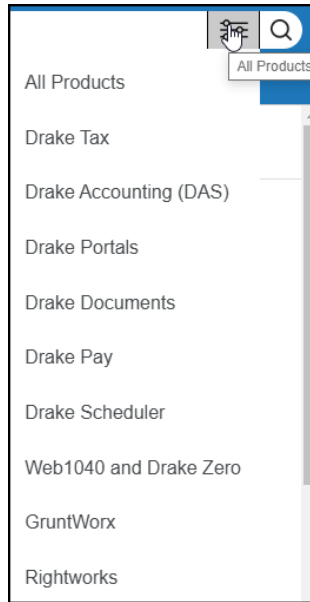 All Products
All Products
Drake Tax
Drake Accounting (DAS)
Drake Portals
Drake Documents
Drake Pay
Drake Scheduler
Web1040 and Drake Zero
GruntWorx
Rightworks